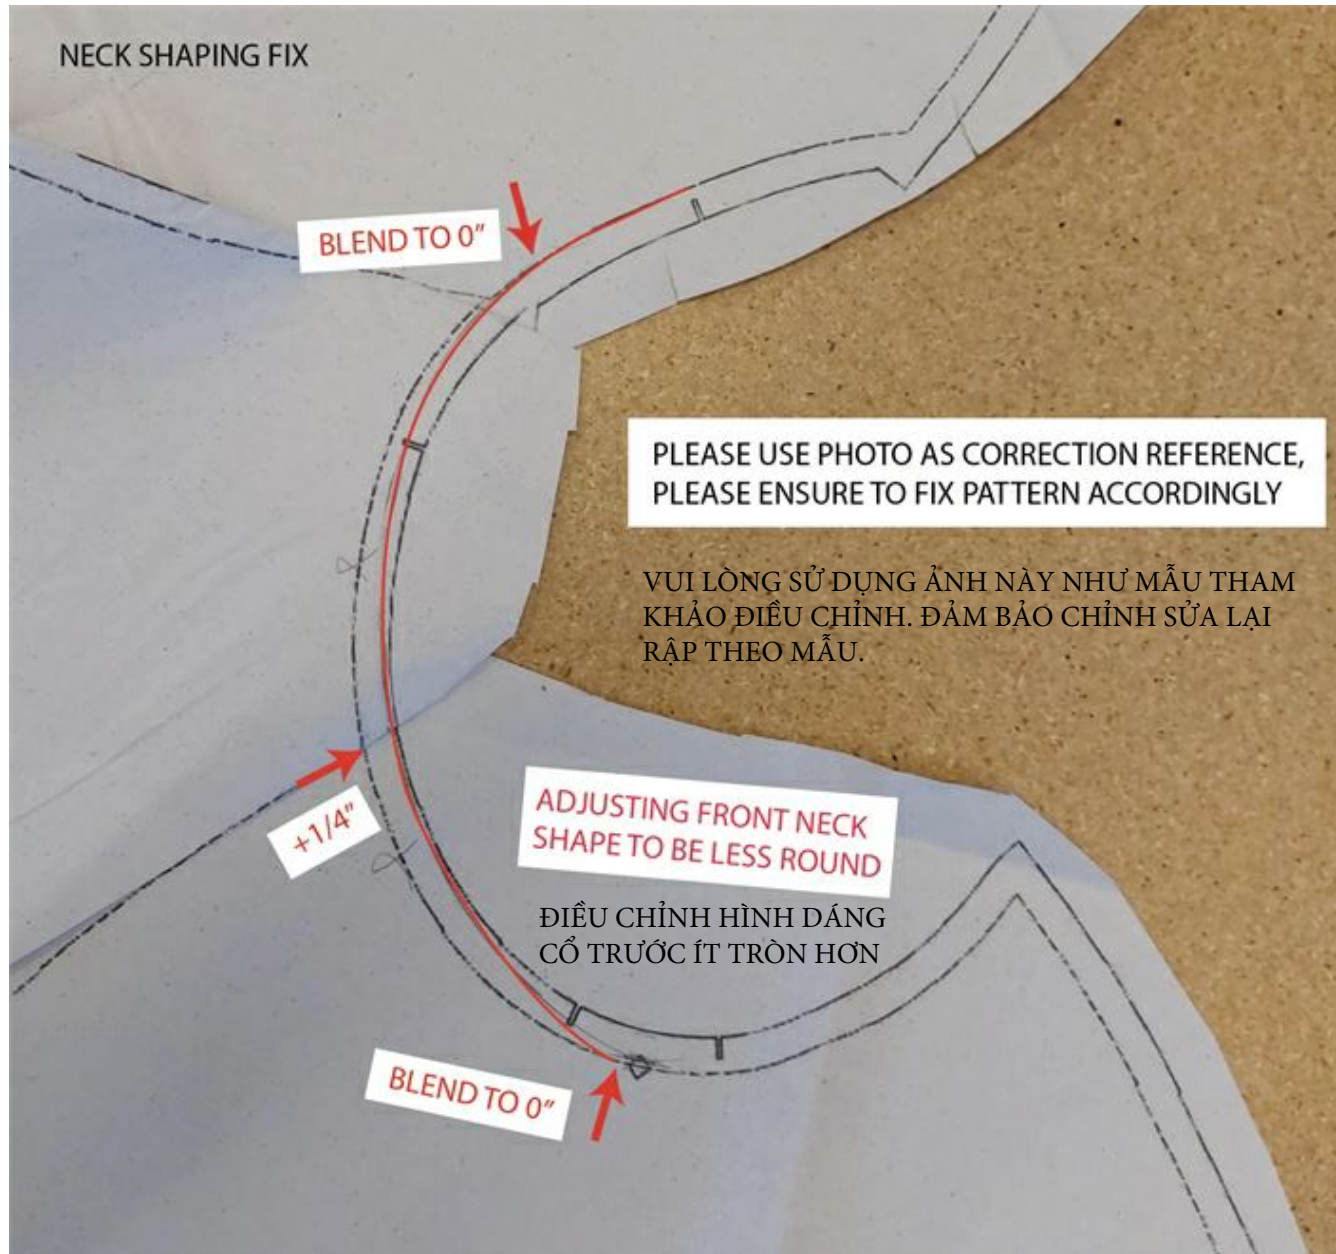 NECK SHAPING FIX
BLEND TO 0"
PLEASE USE PHOTO AS CORRECTION REFERENCE,
PLEASE ENSURE TO FIX PATTERN ACCORDINGLY
VUI LÒNG SỬ DỤNG ẢNH NÀY NHƯ MẪU THAM
KHẢO ĐIỀU CHỈNH. ĐẢM BẢO CHỈNH SỬA LẠI
RẬP THEO MẪU.
+1/4"
ADJUSTING FRONT NECK
SHAPE TO BE LESS ROUND
ĐIỀU CHỈNH HÌNH DÁNG
CỔ TRƯỚC ÍT TRÒN HƠN
BLEND TO 0"